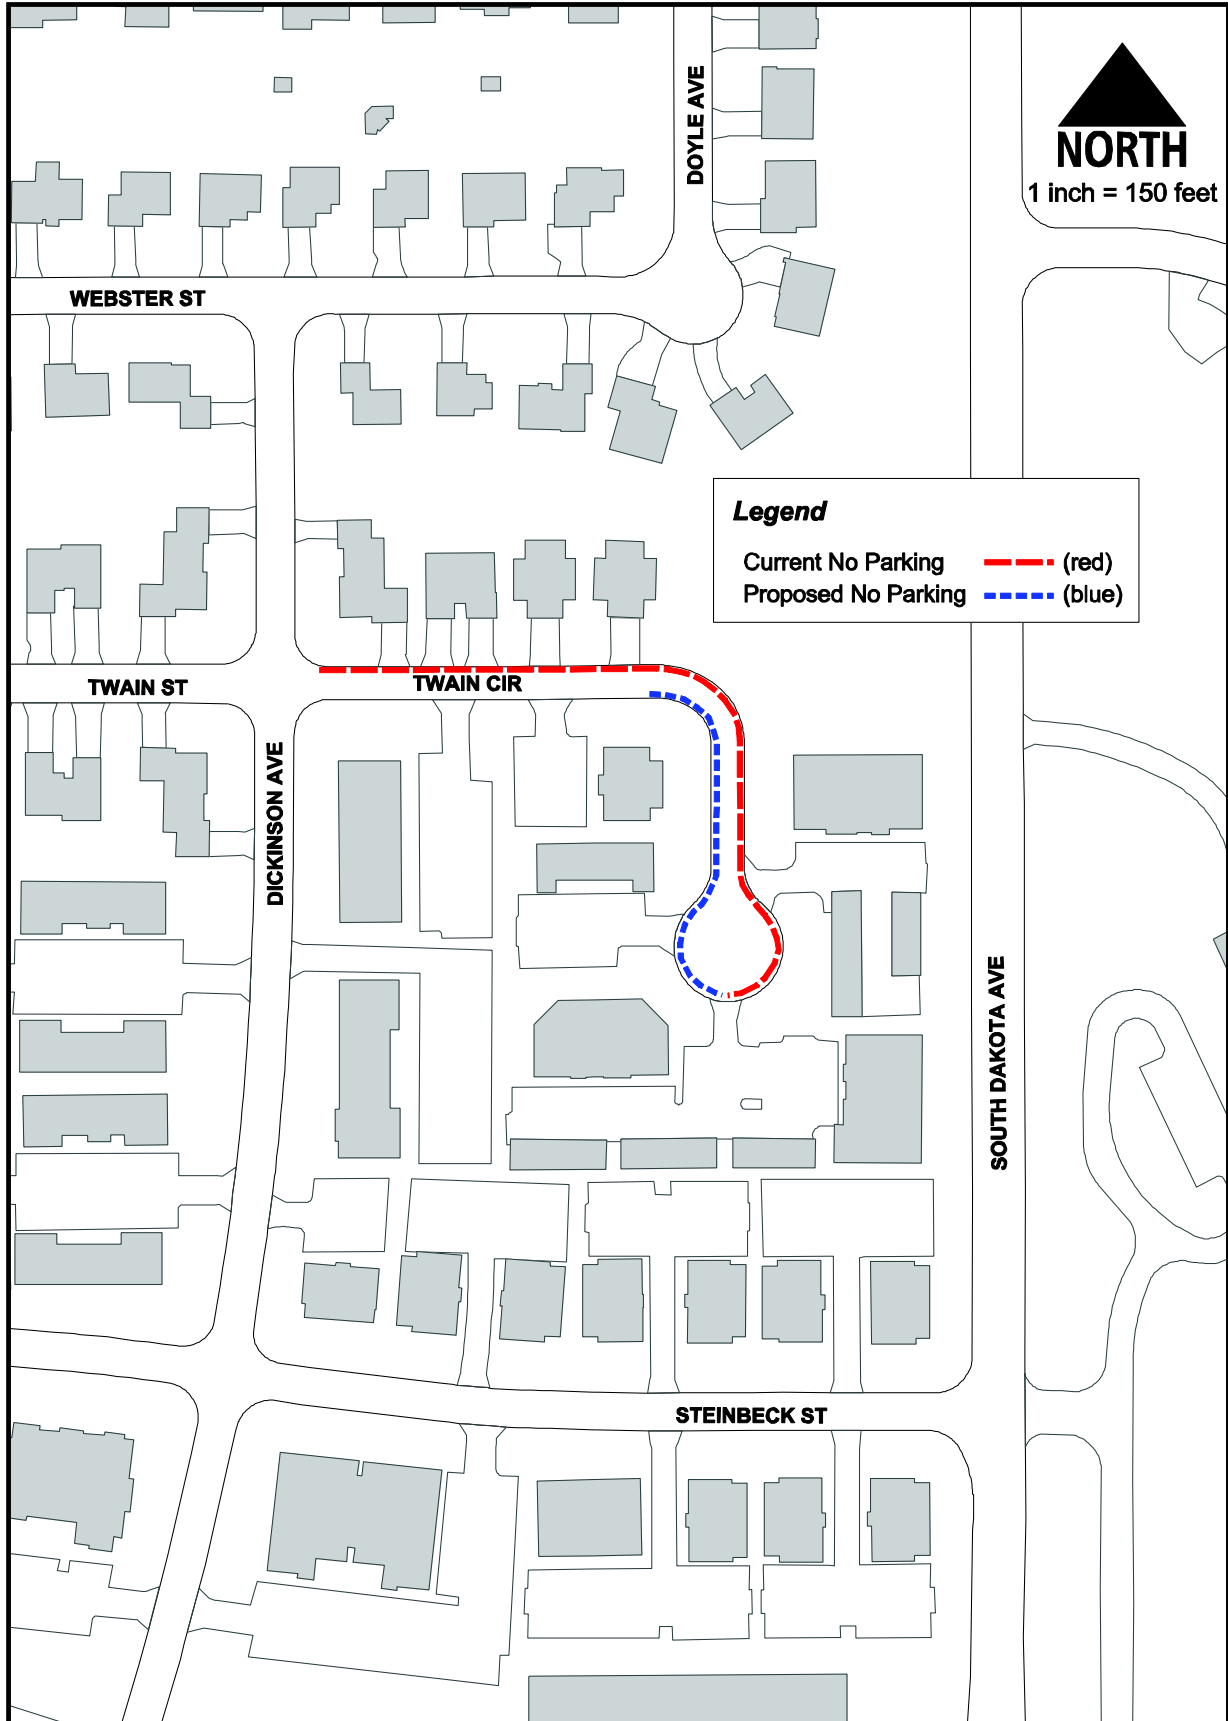 DOYLE AVE
NORTH
1 inch = 150 feet
WEBSTER ST
Legend
Current No Parking (red)
Proposed No Parking (blue)
TWAIN ST
TWAIN CIR
DICKINSON AVE
SOUTH DAKOTA AVE
STEINBECK ST